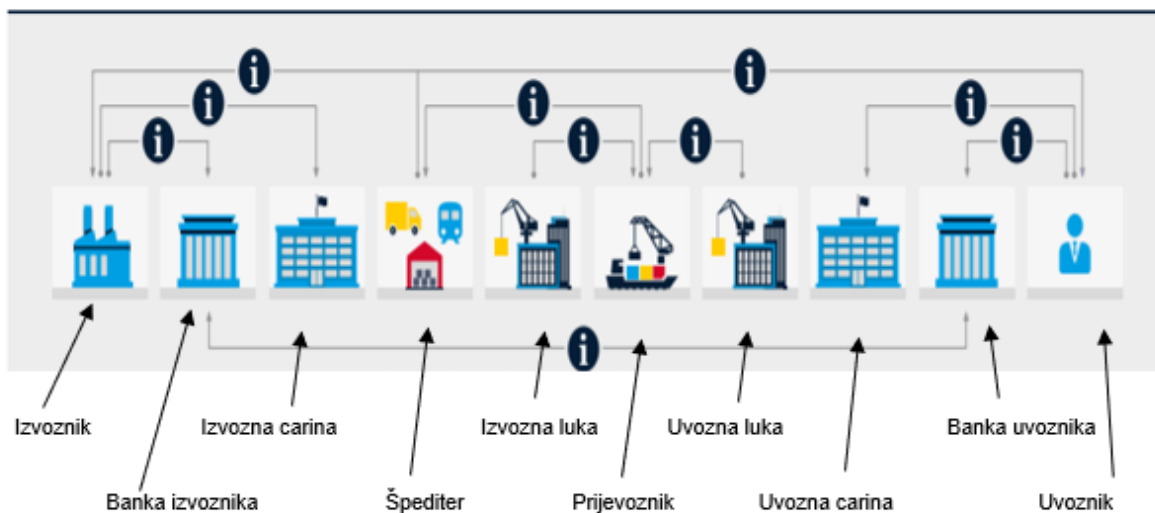 i i
i i i
i i i i
i
Izvoznik Izvozna carina Izvozna luka Uvozna luka Banka uvoznika
Banka izvoznika Špediter Prijevoznik Uvozna carina Uvoznik